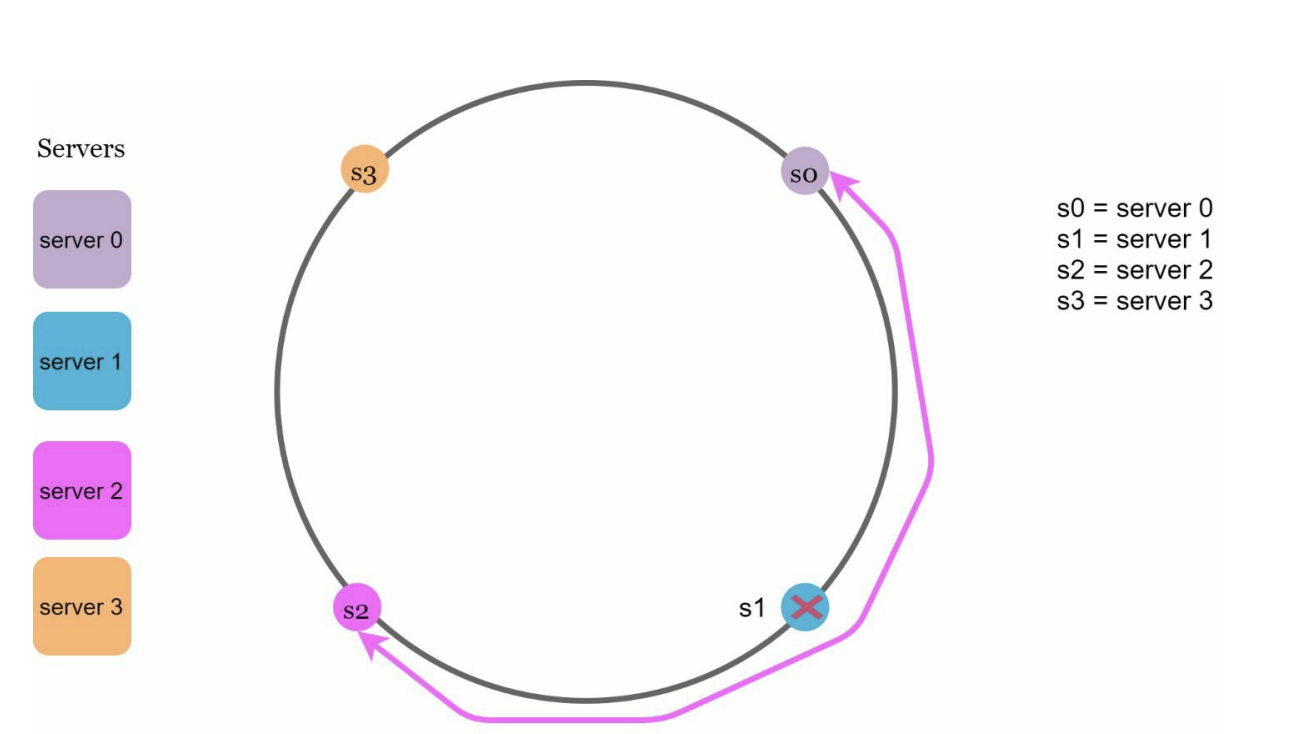 Servers
server 0
server 1
server 2
server 3
s3
s0
s2
s1
s0 = server 0
s1 = server 1
s2 = server 2
s3 = server 3